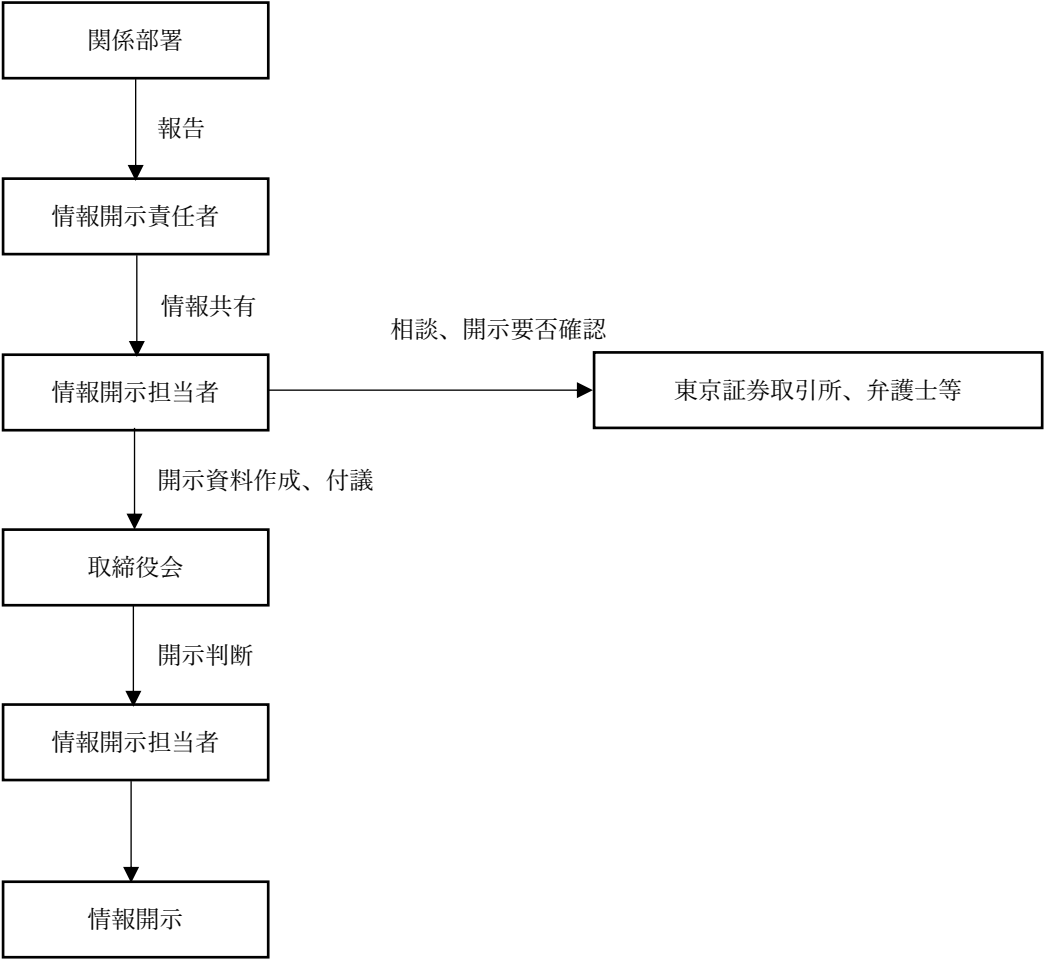 関係部署
報告
情報開示責任者
情報共有
相談、開示要否確認
情報開示担当者
東京証券取引所、弁護士等
開示資料作成、付議
取締役会
開示判断
情報開示担当者
情報開示